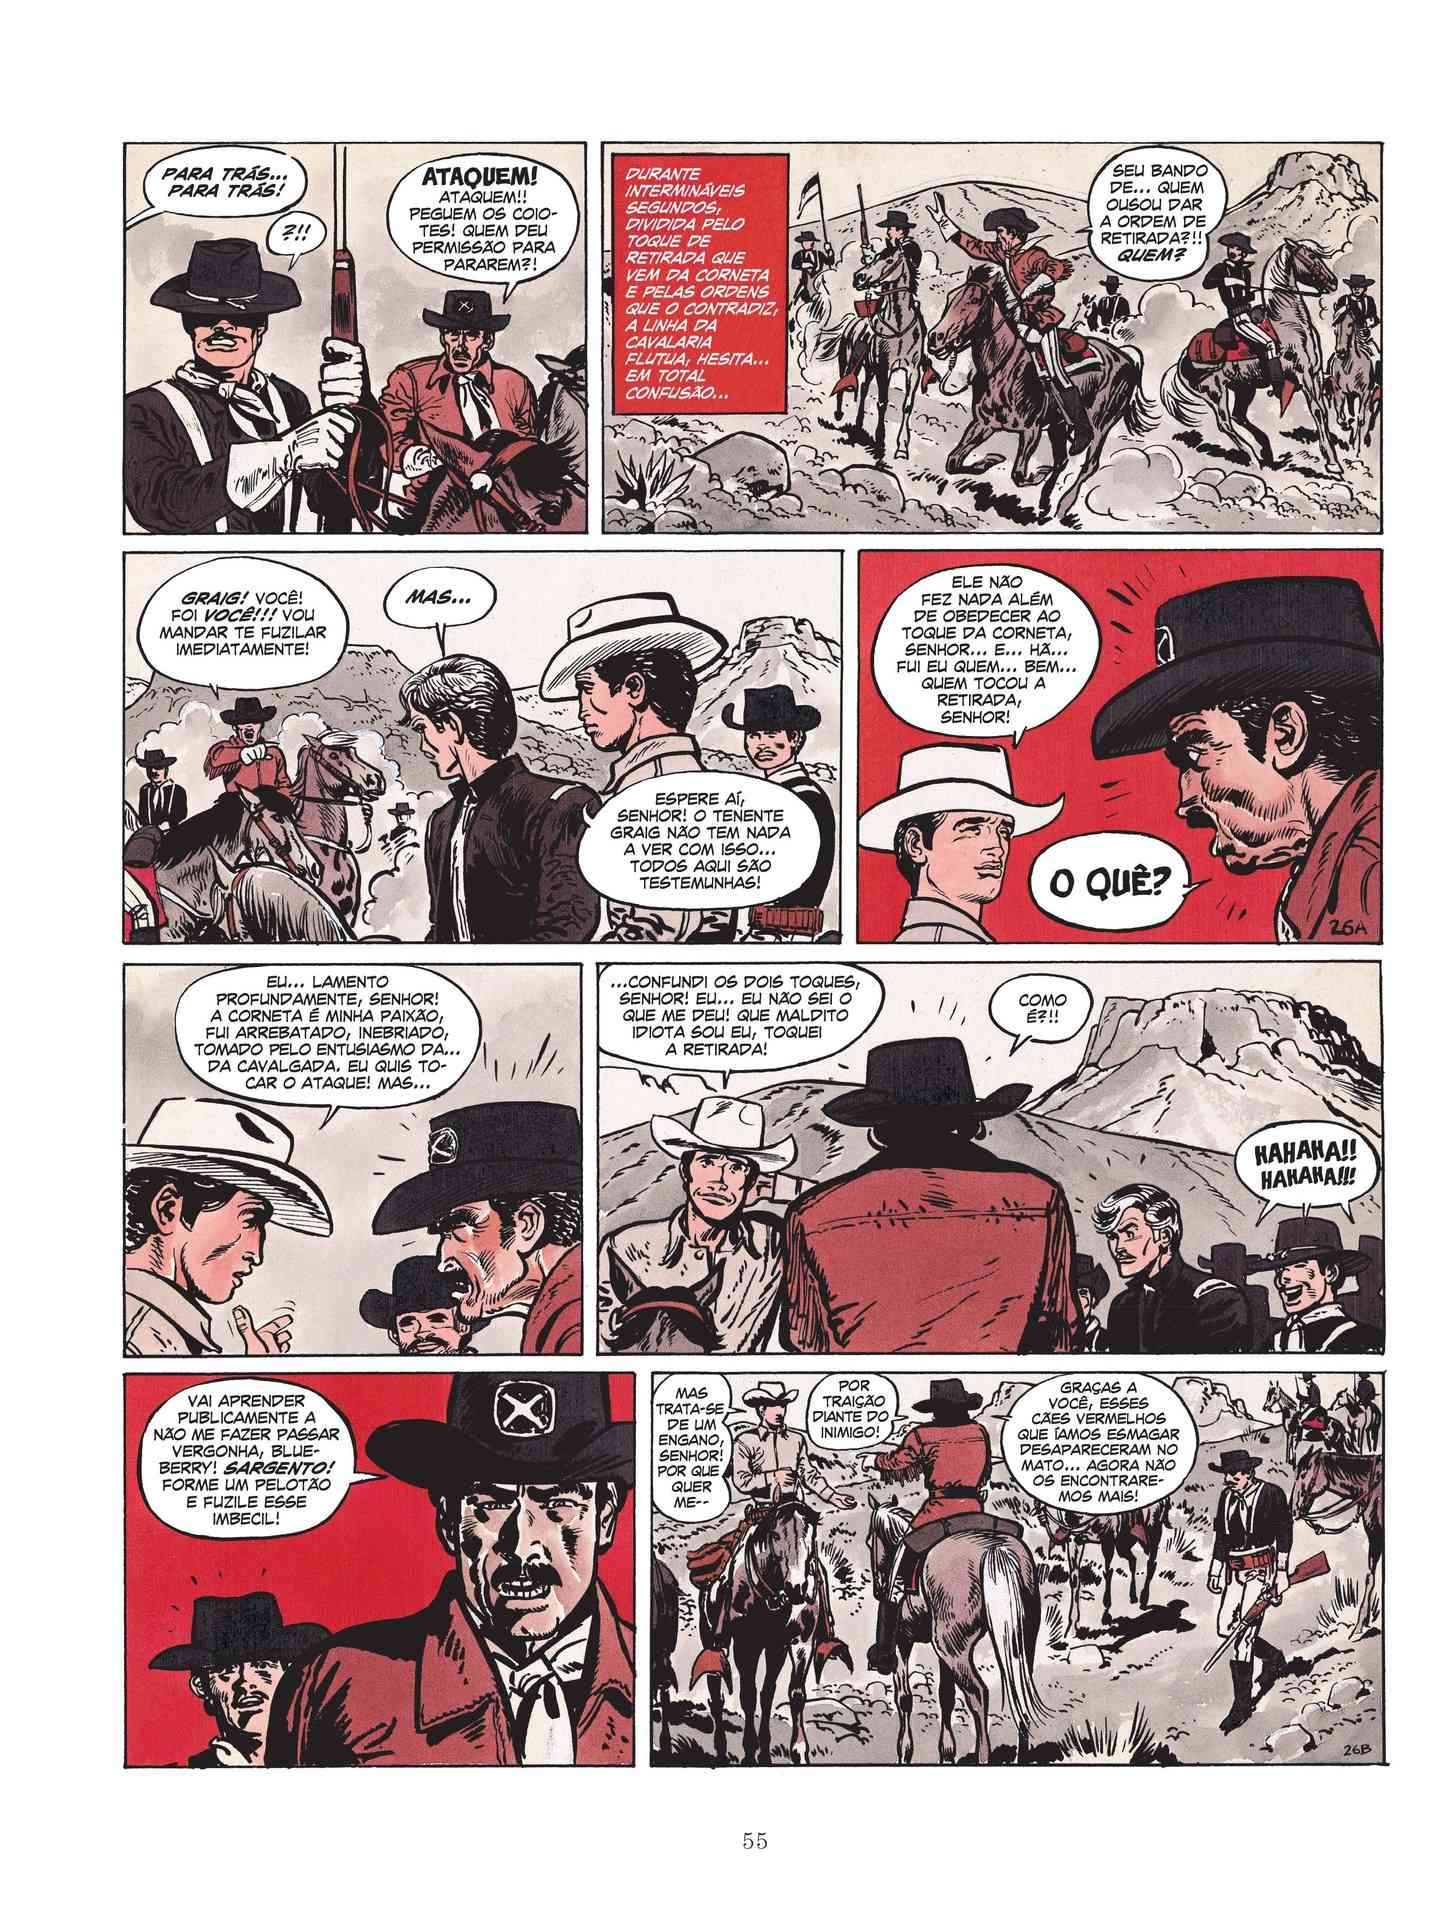 PARA TRÁS...
PARA TRÁS!
?!!
ATAQUEM!
ATAQUEM!!
PEGUEM OS COIO-
TES! QUEM DEU
PERMISSÃO PARA
PARAREM?!
DURANTE
INTERMINÁVEIS
SEGUNDOS,
DIVIDIDA PELO
TOQUE DE
RETIRADA QUE
VEM DA CORNETA
E PELAS ORDENS
QUE O CONTRADIZ,
A LINHA DA
CAVALARIA
FLUTUA, HESITA...
EM TOTAL
CONFUSÃO...
SEU BANDO
DE... QUEM
OUSOU DAR
A ORDEM DE
RETIRADA?!!
QUEM?
GRAIG! VOCÊ!
FOI VOCÊ!!! VOU
MANDAR TE FUZILAR
IMEDIATAMENTE!
MAS...
ESPERE AÍ,
SENHOR! O TENENTE
GRAIG NÃO TEM NADA
A VER COM ISSO...
TODOS AQUI SÃO
TESTEMUNHAS!
ELE NÃO
FEZ NADA ALÉM
DE OBEDECER AO
TOQUE DA CORNETA,
SENHOR... E... HÃ...
FUI EU QUEM... BEM...
QUEM TOCOU A
RETIRADA,
SENHOR!
O QUÊ?
26A
EU... LAMENTO
PROFUNDAMENTE, SENHOR!
A CORNETA É MINHA PAIXÃO,
FUI ARREBATADO, INEBRIADO,
TOMADO PELO ENTUSIASMO DA...
DA CAVALGADA. EU QUIS TO-
CAR O ATAQUE! MAS...
...CONFUNDI OS DOIS TOQUES,
SENHOR! EU... EU NÃO SEI O
QUE ME DEU! QUE MALDITO
IDIOTA SOU EU, TOQUEI
A RETIRADA!
COMO
É?!!
HAHAHA!!
HAHAHA!!!
VAI APRENDER
PUBLICAMENTE A
NÃO ME FAZER PASSAR
VERGONHA, BLUE-
BERRY! SARGENTO!
FORME UM PELOTÃO
E FUZILE ESSE
IMBECIL!
MAS
TRATA-SE
DE UM
ENGANO,
SENHOR!
POR QUE
QUER
ME--
POR
TRAIÇÃO
DIANTE DO
INIMIGO!
GRAÇAS A
VOCÊ, ESSES
CÃES VERMELHOS
QUE ÍAMOS ESMAGAR
DESAPARECERAM NO
MATO... AGORA NÃO
OS ENCONTRARE-
MOS MAIS!
26B
55